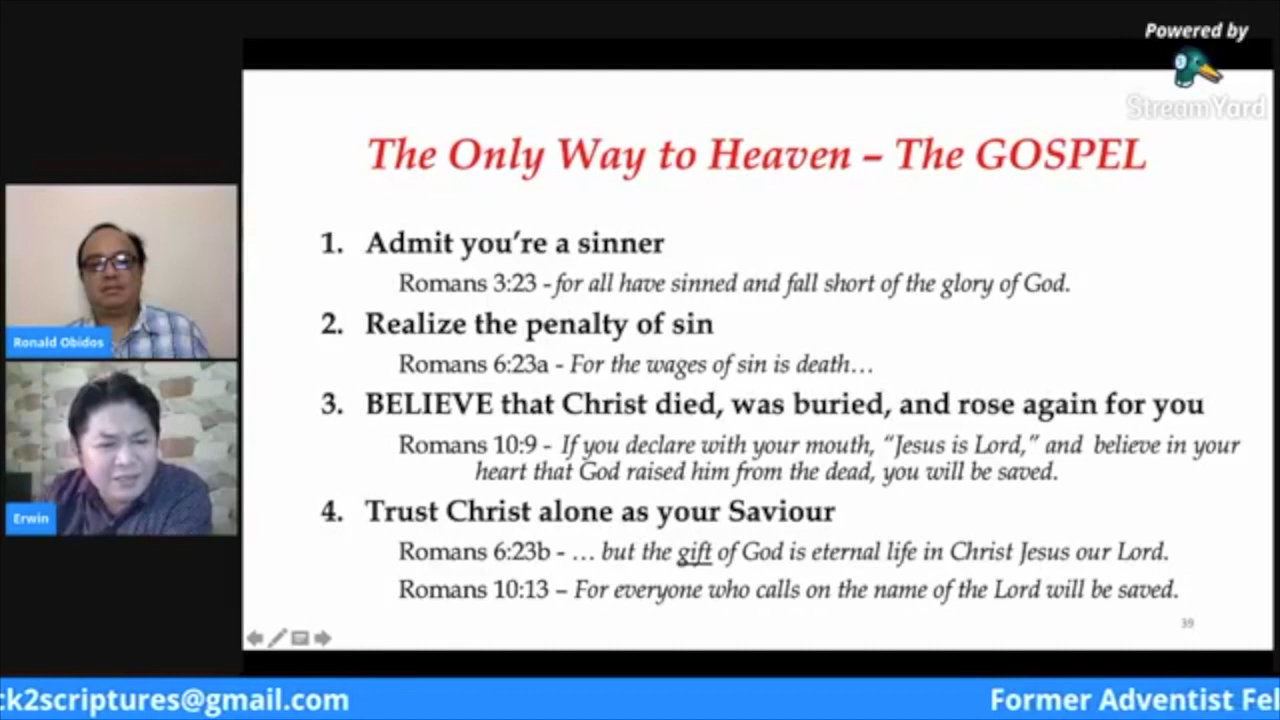 Powered by
StreamYard
The Only Way to Heaven – The GOSPEL
1. Admit you're a sinner
Romans 3:23 -for all have sinned and fall short of the glory of God.
2. Realize the penalty of sin
Romans 6:23a - For the wages of sin is death…
3. BELIEVE that Christ died, was buried, and rose again for you
Romans 10:9 - If you declare with your mouth, “Jesus is Lord,” and believe in your
heart that God raised him from the dead, you will be saved.
4. Trust Christ alone as your Saviour
Romans 6:23b - … but the gift of God is eternal life in Christ Jesus our Lord.
Romans 10:13 – For everyone who calls on the name of the Lord will be saved.
39
Ronald Obidos
Erwin
ck2scriptures@gmail.com
Former Adventist Fel